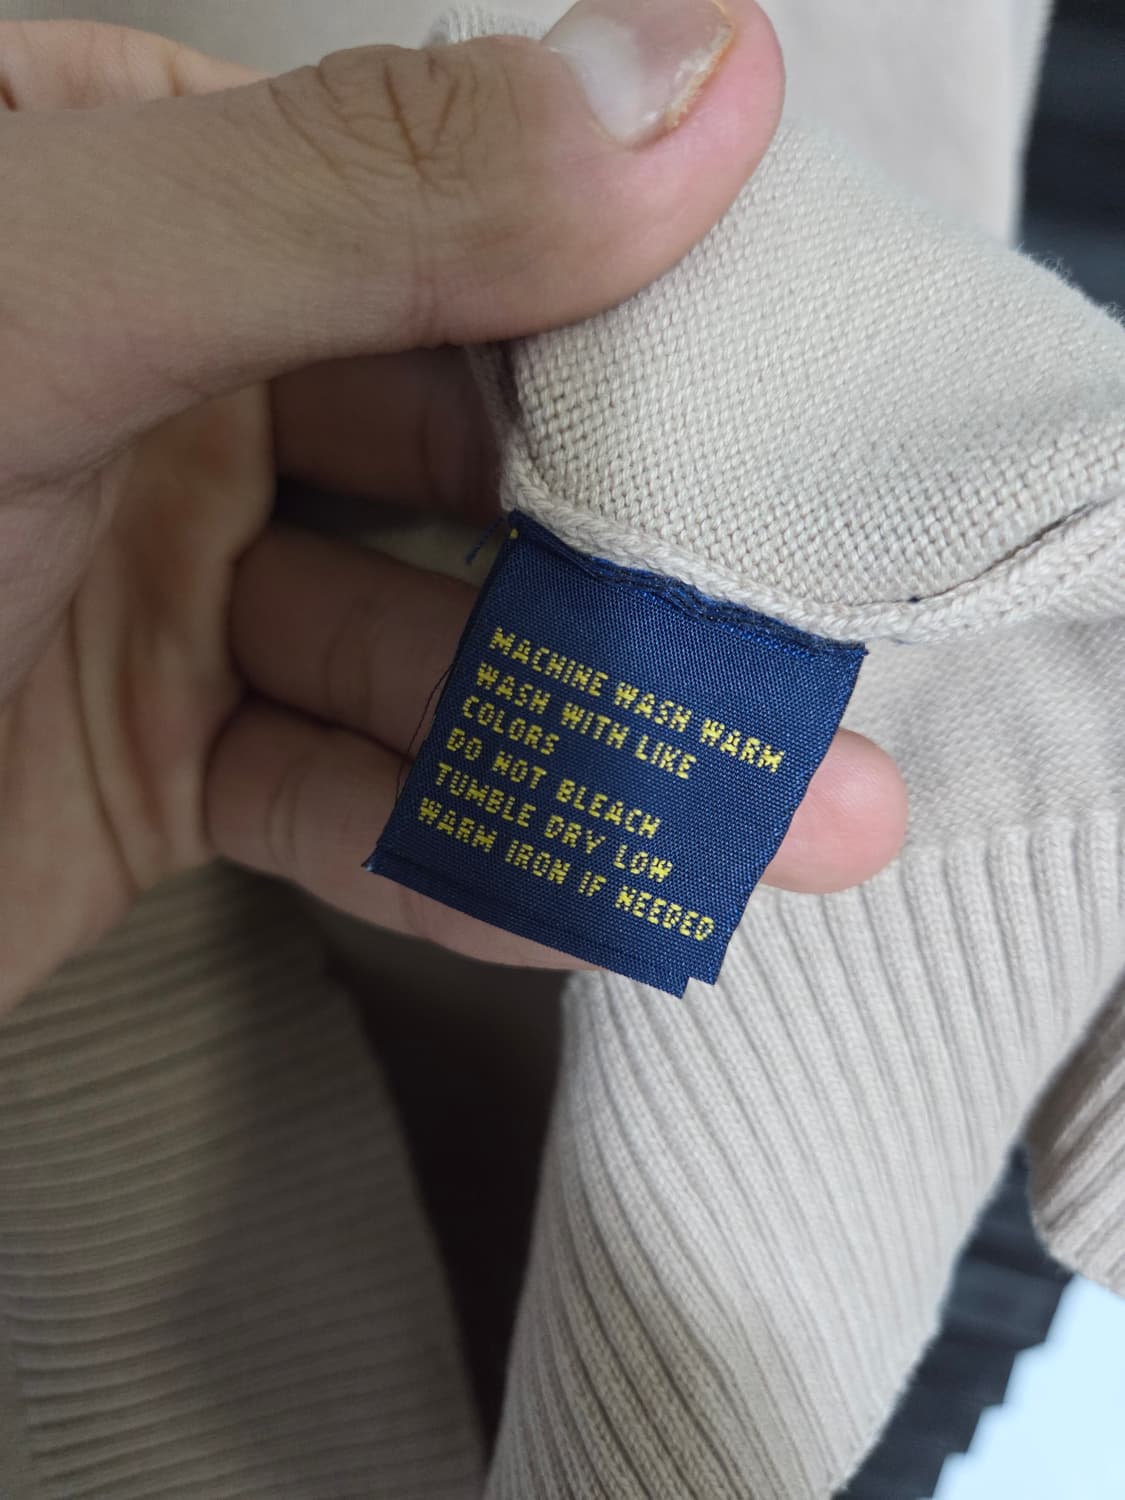 MACHINE WASH WARM
WASH WITH LIKE
COLORS
DO NOT BLEACH
TUMBLE DRY LOW
WARM IRON IF NEEDED